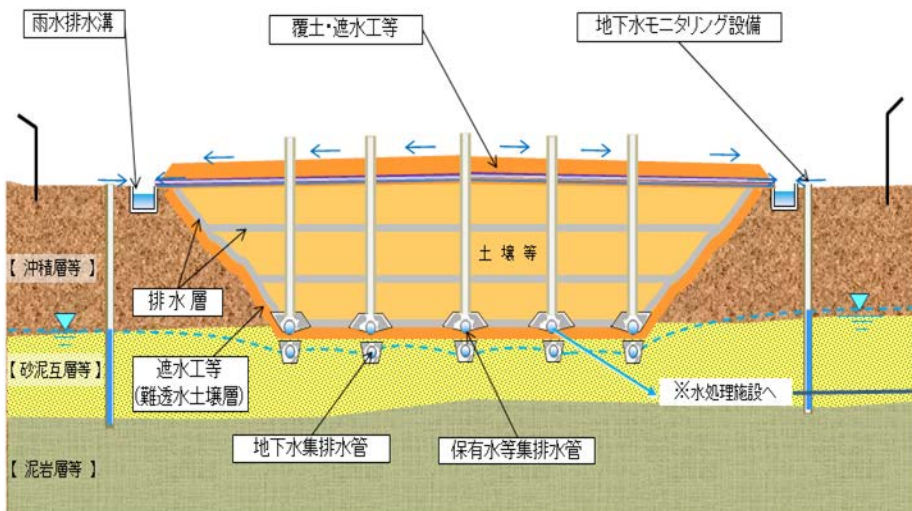 雨水排水溝
覆土・遮水工等
地下水モニタリング設備
土壌等
【 沖積層等 】
排水層
遮水工等
(難透水土壌層)
【 砂泥互層等 】
※水処理施設へ
地下水集排水管
保有水等集排水管
【 泥岩層等 】